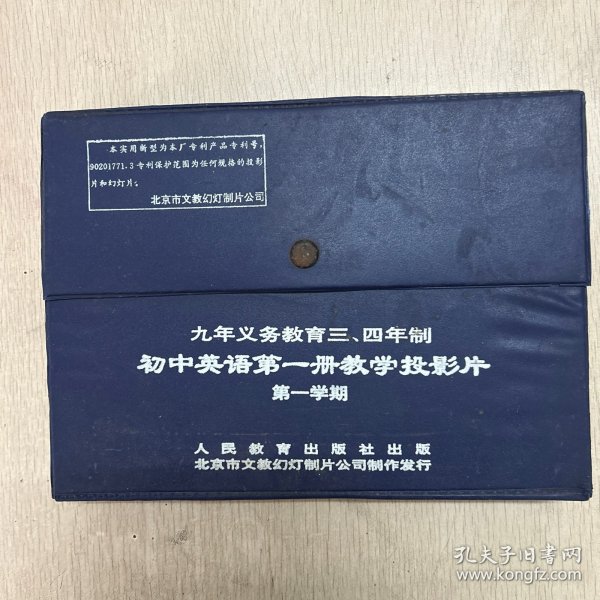 本实用新型为本厂专利产品专利号，
90201771.3专利保护范围为任何规格的投影
片和幻灯片。
北京市文教幻灯制片公司
九年义务教育三、四年制
初中英语第一册教学投影片
第一学期
人民教育出版社出版
北京市文教幻灯制片公司制作发行
孔夫子旧书网
www.kongfz.com